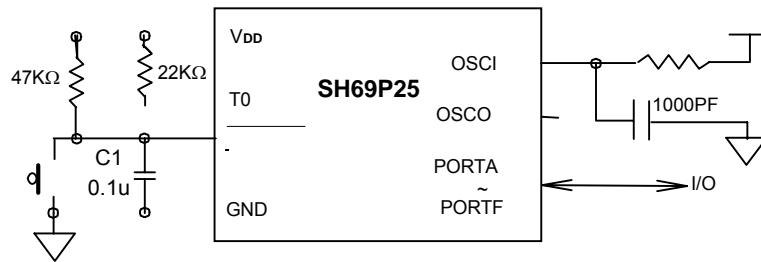 47KΩ
22KΩ
VDD
T0
SH69P25
OSCI
OSCO
PORTA
~
PORTF
GND
C1
0.1u
1000PF
I/O